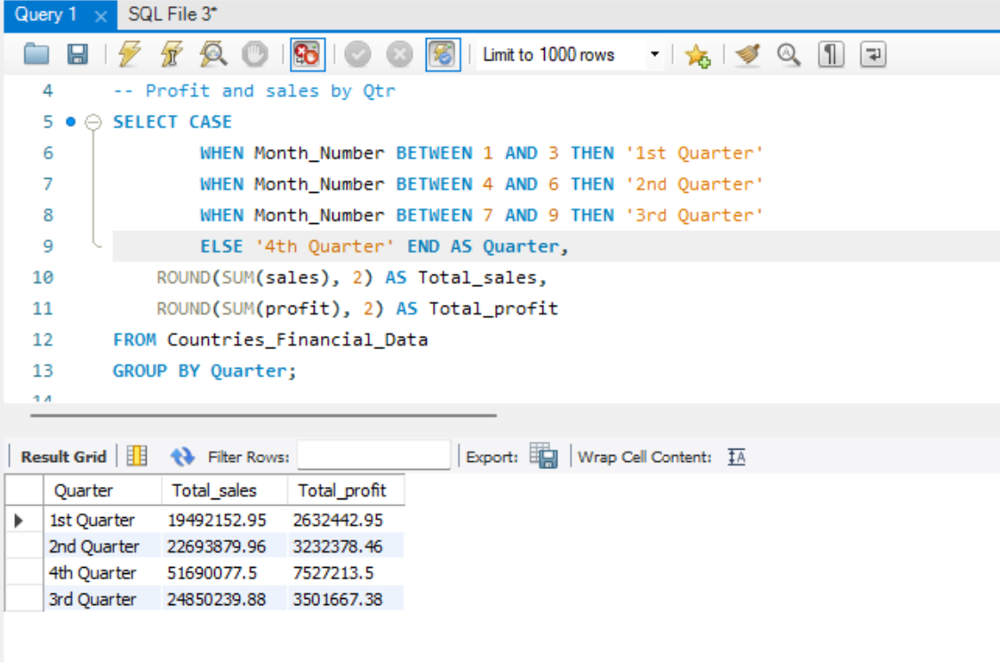 Query 1 × SQL File 3*
Limit to 1000 rows
4 -- Profit and sales by Qtr
5 SELECT CASE
6 WHEN Month_Number BETWEEN 1 AND 3 THEN '1st Quarter'
7 WHEN Month_Number BETWEEN 4 AND 6 THEN '2nd Quarter'
8 WHEN Month_Number BETWEEN 7 AND 9 THEN '3rd Quarter'
9 ELSE '4th Quarter' END AS Quarter,
10 ROUND(SUM(sales), 2) AS Total_sales,
11 ROUND(SUM(profit), 2) AS Total_profit
12 FROM Countries_Financial_Data
13 GROUP BY Quarter;
14
Result Grid Filter Rows: Export: Wrap Cell Content:
Quarter Total_sales Total_profit
1st Quarter 19492152.95 2632442.95
2nd Quarter 22693879.96 3232378.46
4th Quarter 51690077.5 7527213.5
3rd Quarter 24850239.88 3501667.38